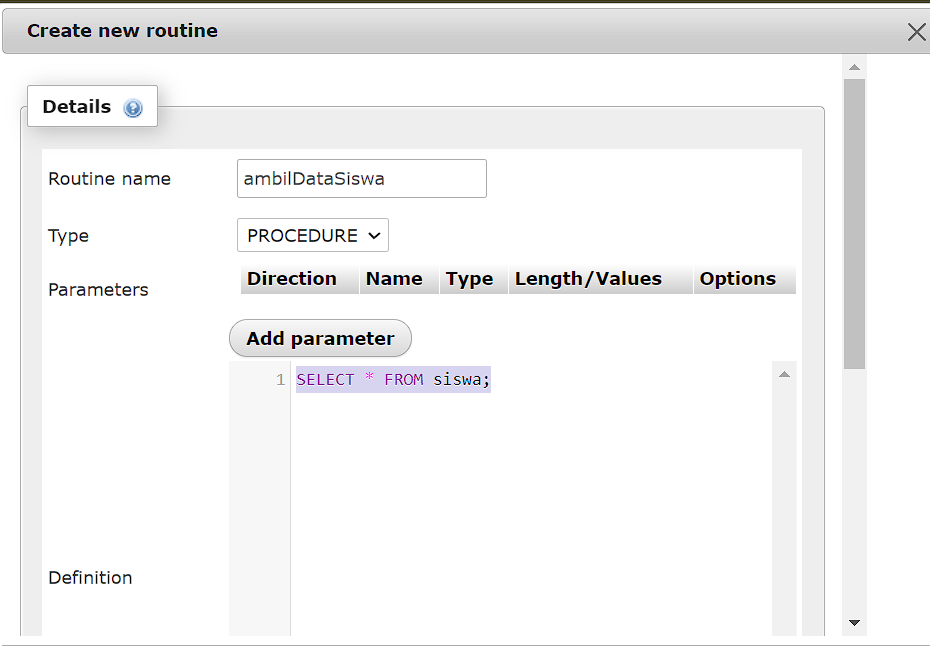 Create new routine
Details
Routine name
ambilDataSiswa
Type
PROCEDURE
Parameters
Direction Name Type Length/Values Options
Add parameter
1 SELECT * FROM siswa;
Definition